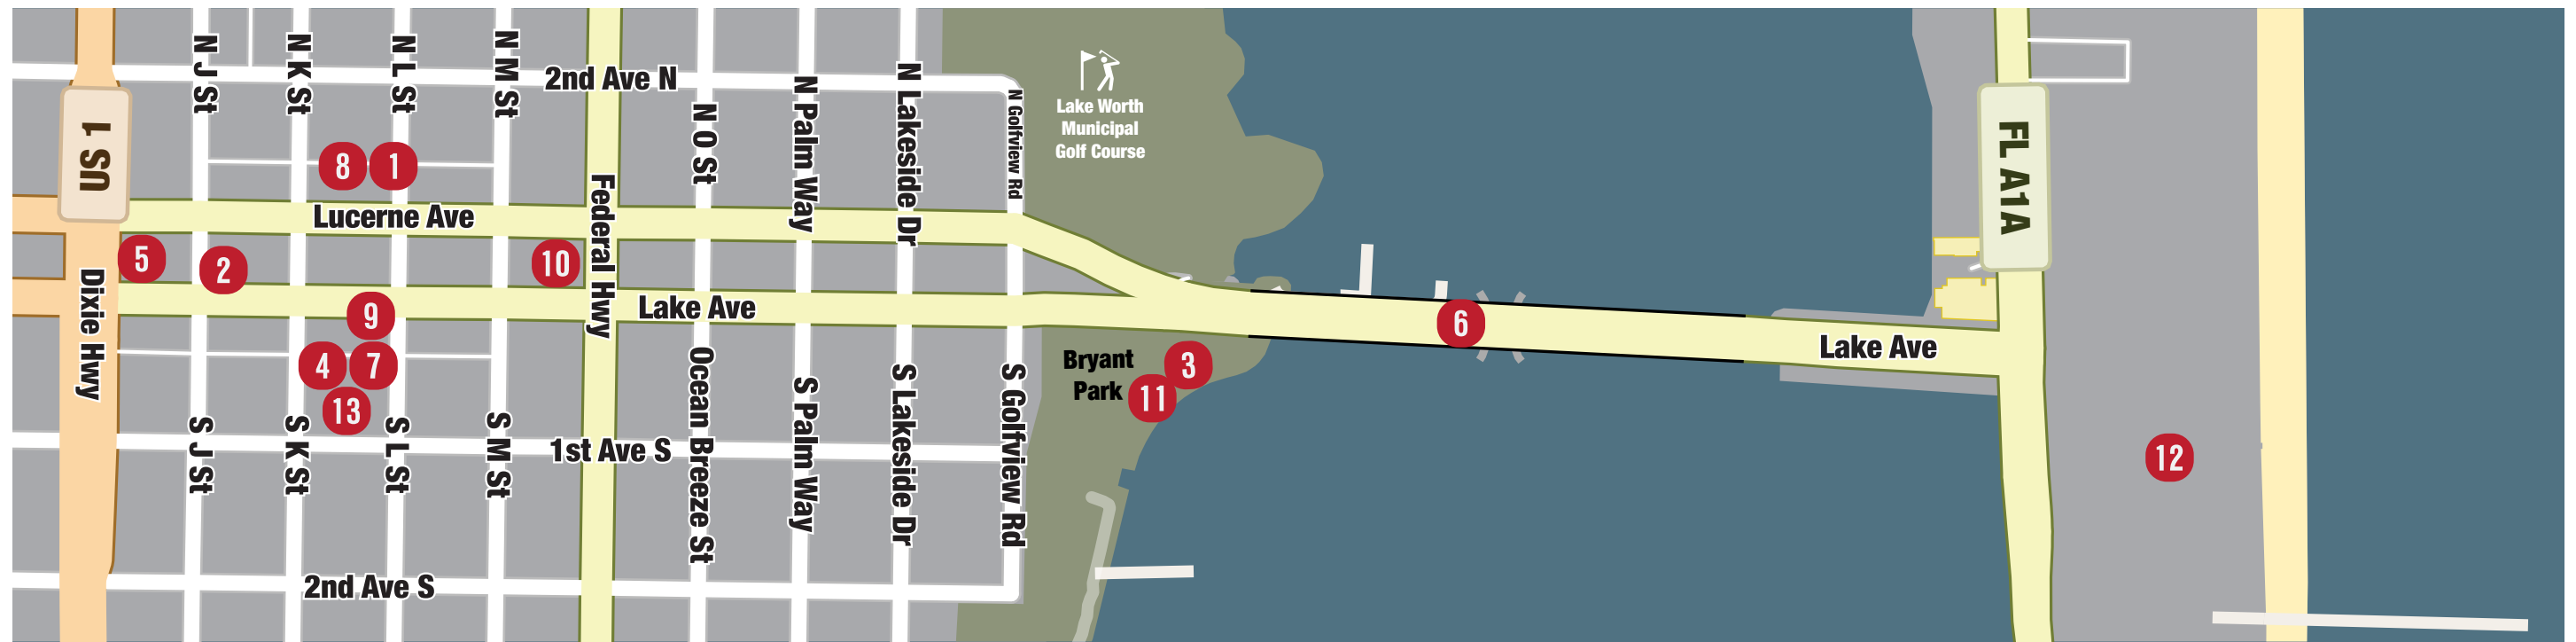 N J St
N K St
N L St
N M St
2nd Ave N
N O St
N Palm Way
N Lakeside Dr
N Golfview Rd
Lake Worth
Municipal
Golf Course
US 1
FL A1A
8
1
Lucerne Ave
Federal Hwy
5
2
10
Dixie Hwy
Lake Ave
9
6
Lake Ave
4
7
13
Bryant
Park
3
11
S J St
S K St
S L St
S M St
1st Ave S
Ocean Breeze St
S Palm Way
S Lakeside Dr
S Golfview Rd
12
2nd Ave S